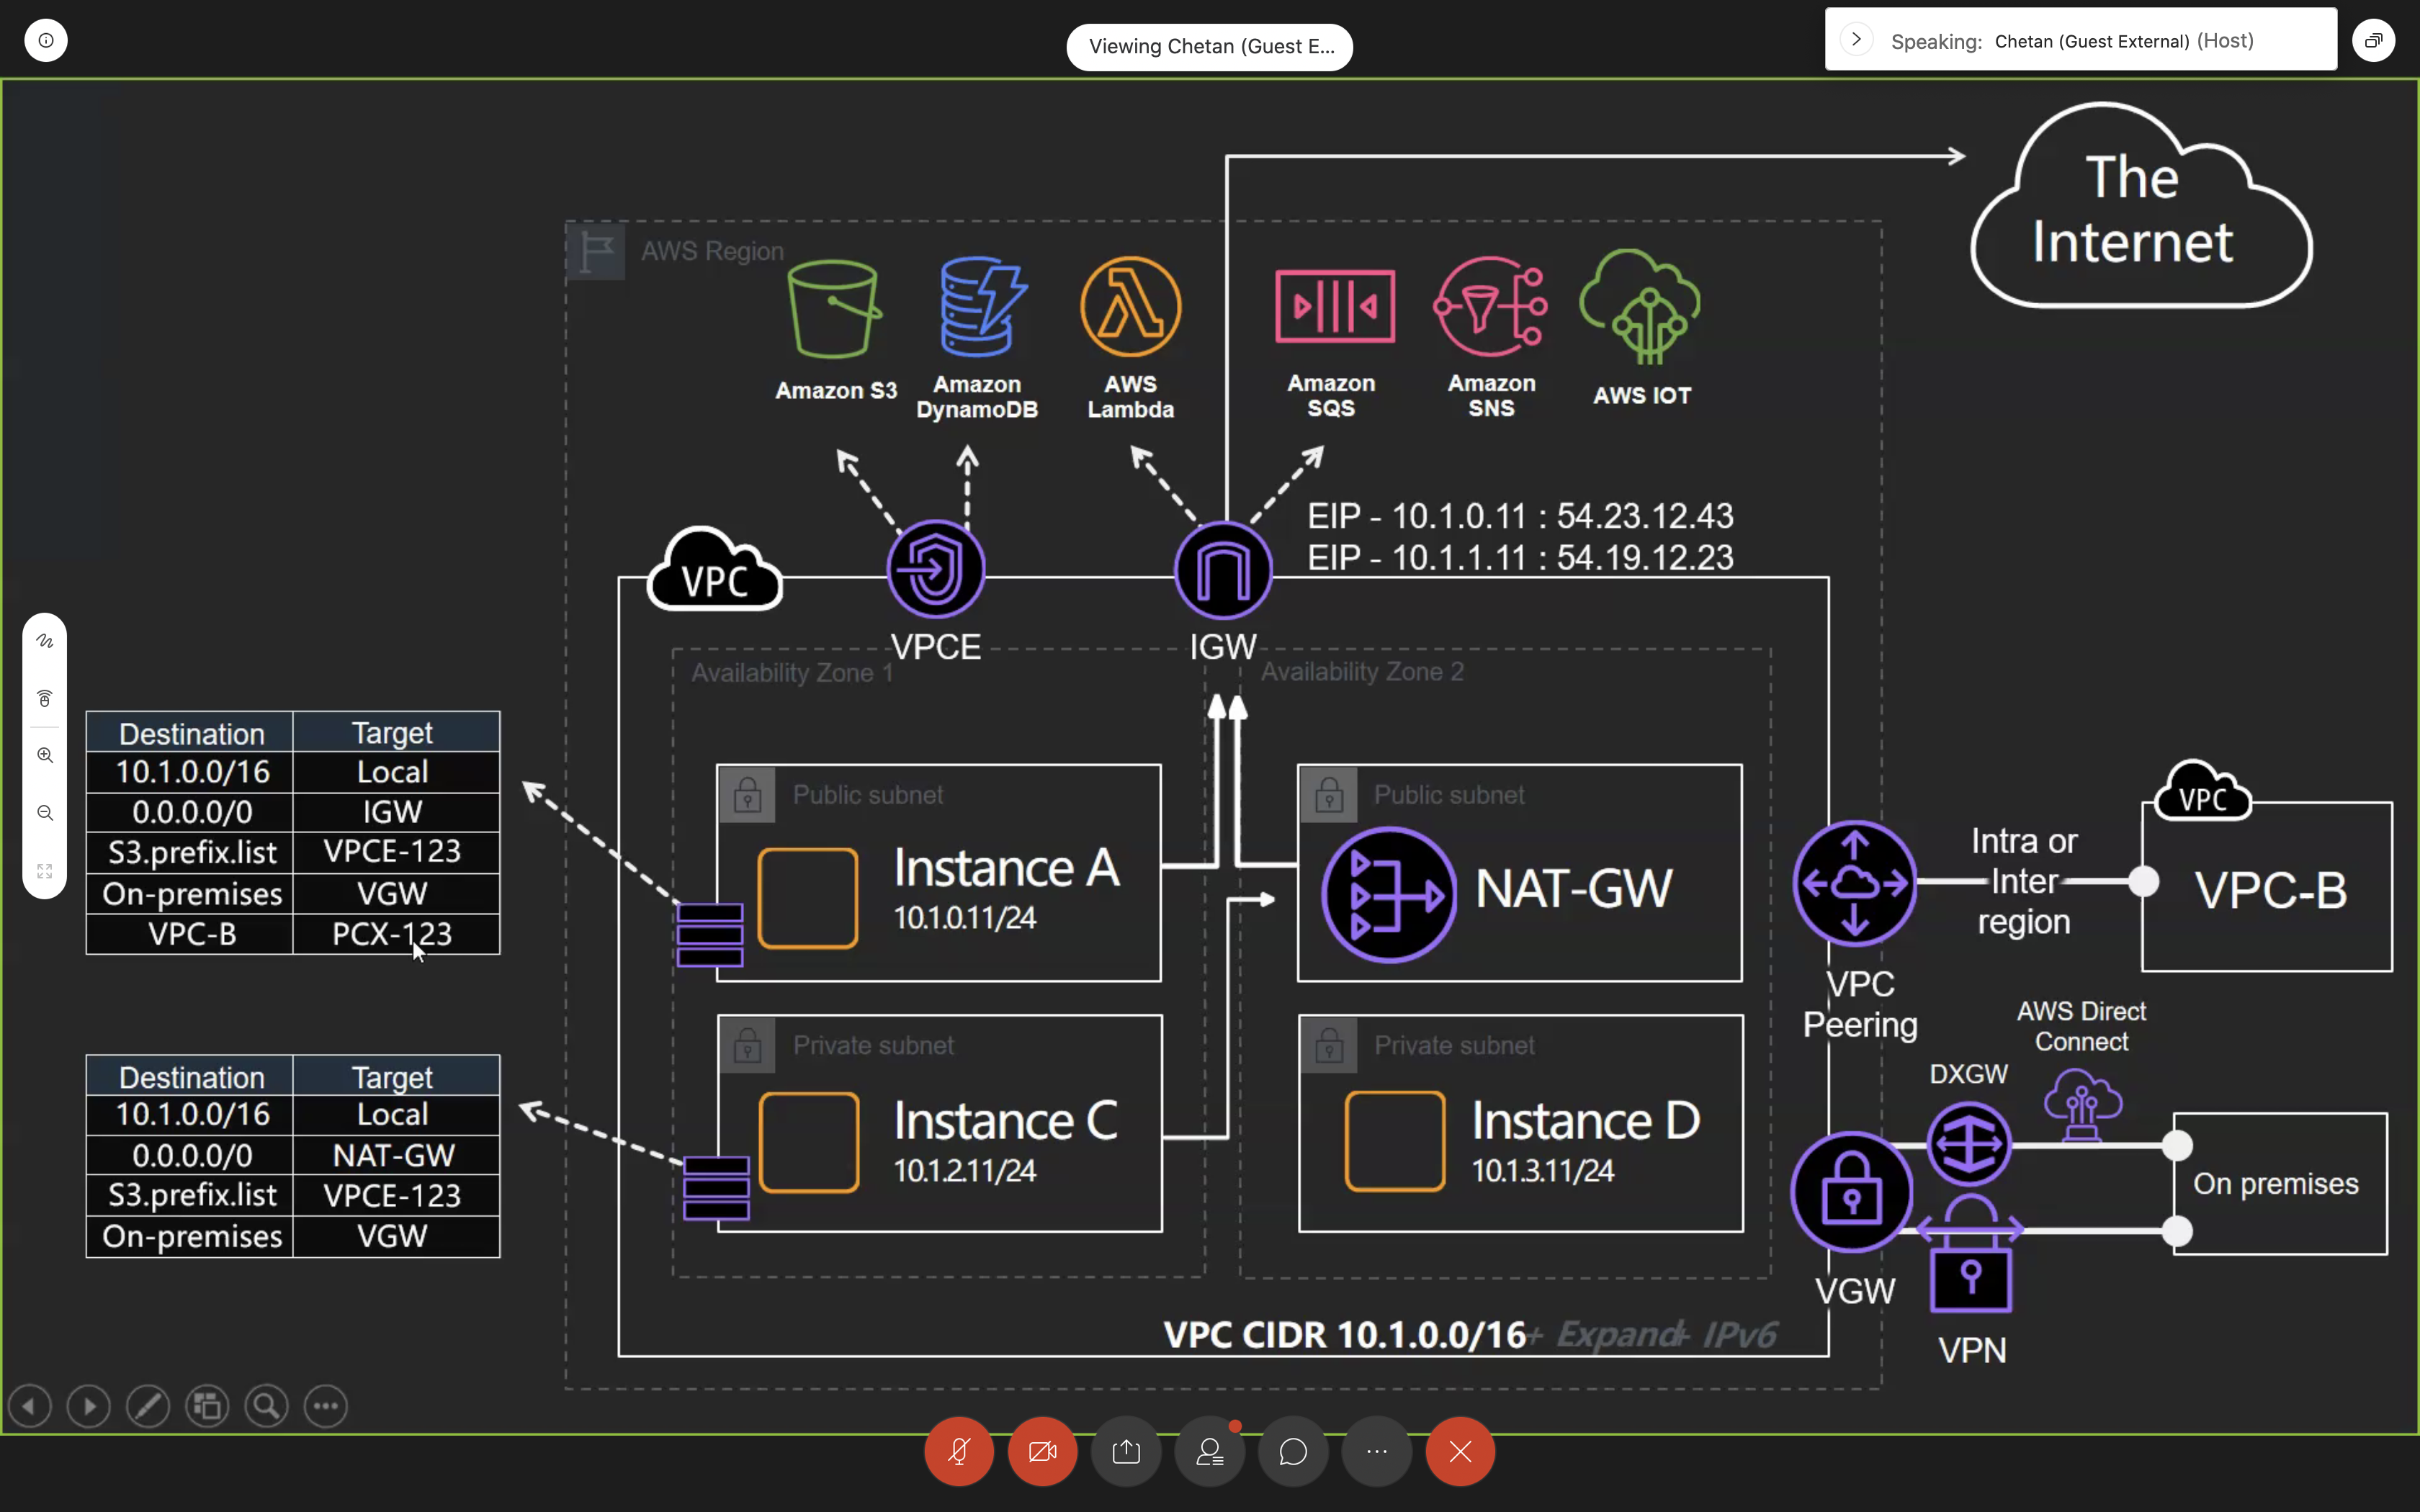 Viewing Chetan (Guest E...
Speaking: Chetan (Guest External) (Host)
The
Internet
AWS Region
Amazon S3
Amazon
DynamoDB
AWS
Lambda
Amazon
SQS
Amazon
SNS
AWS IOT
EIP - 10.1.0.11 : 54.23.12.43
EIP - 10.1.1.11 : 54.19.12.23
VPC
VPCE
IGW
Availability Zone 1
Availability Zone 2
Destination Target
10.1.0.0/16 Local
0.0.0.0/0 IGW
S3.prefix.list VPCE-123
On-premises VGW
VPC-B PCX-123
Public subnet
Instance A
10.1.0.11/24
Public subnet
NAT-GW
VPC
Peering
Intra or
Inter
region
VPC
VPC-B
Destination Target
10.1.0.0/16 Local
0.0.0.0/0 NAT-GW
S3.prefix.list VPCE-123
On-premises VGW
Private subnet
Instance C
10.1.2.11/24
Private subnet
Instance D
10.1.3.11/24
AWS Direct
Connect
DXGW
On premises
VGW
VPN
VPC CIDR 10.1.0.0/16 + Expand + IPv6